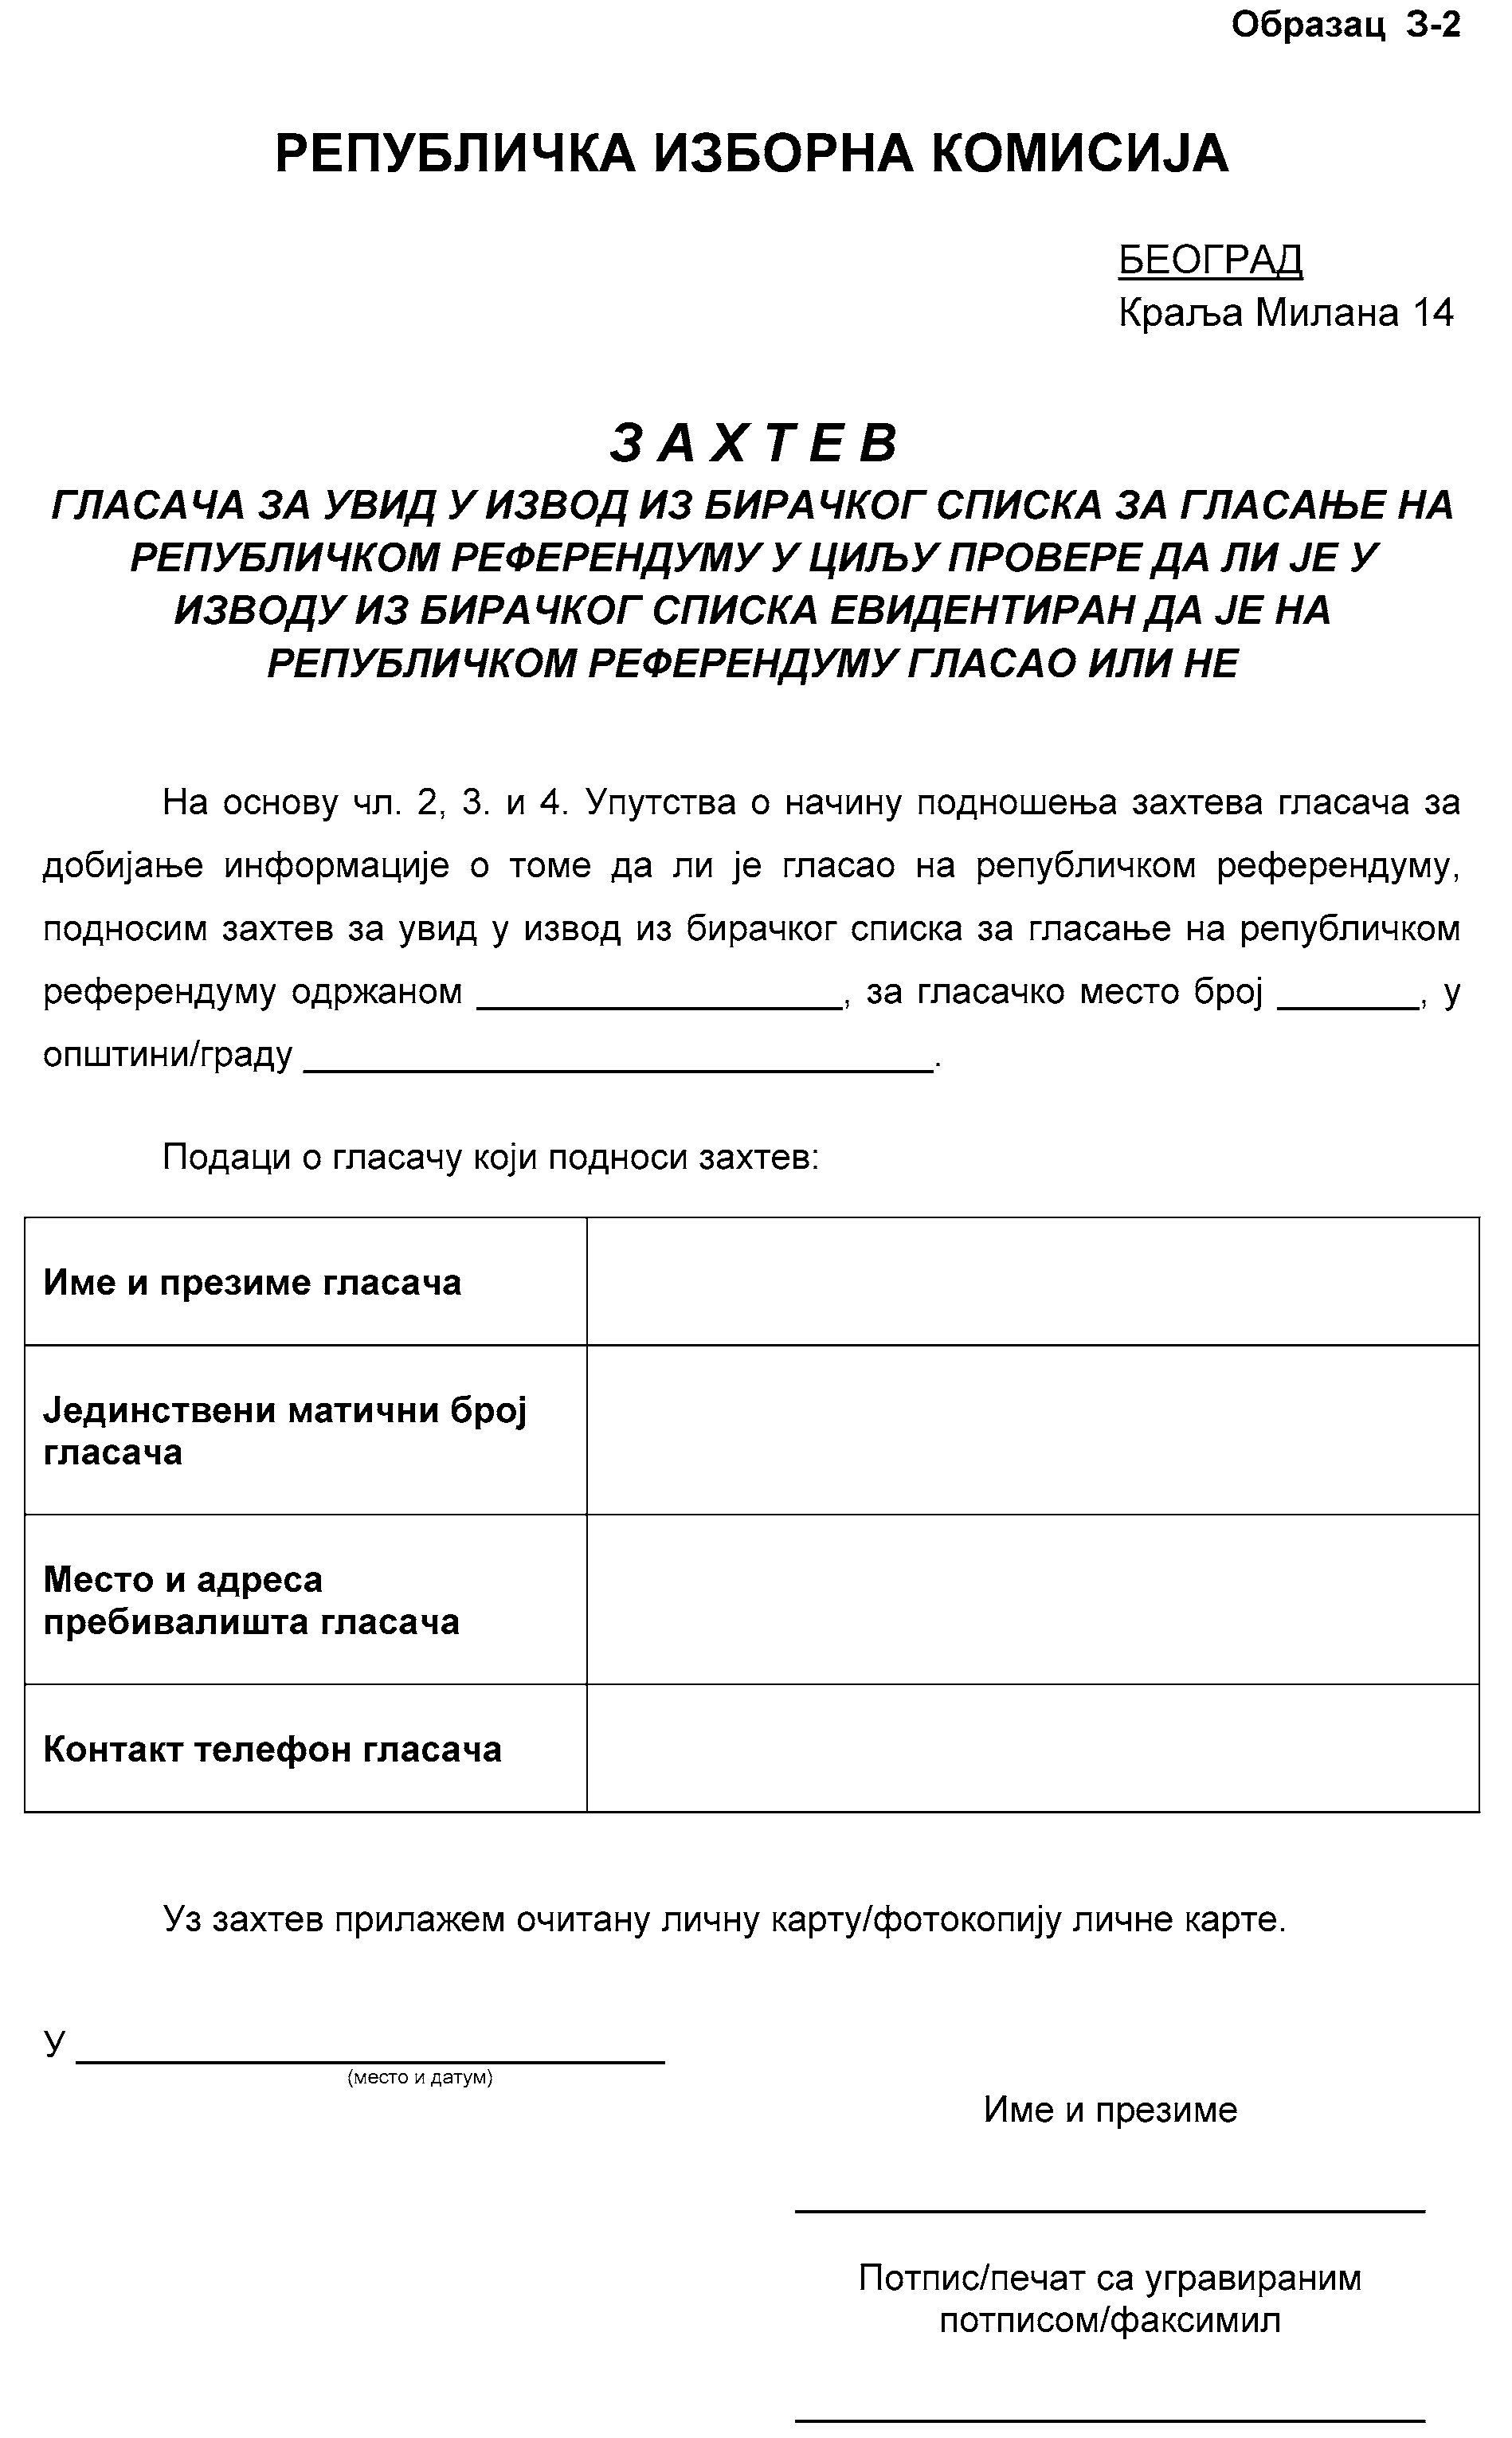 Образац  З-2
РЕПУБЛИЧКА ИЗБОРНА КОМИСИЈА
БЕОГРАД
Краља Милана 14
З А Х Т Е В
ГЛАСАЧА ЗА УВИД У ИЗВОД ИЗ БИРАЧКОГ СПИСКА ЗА ГЛАСАЊЕ НА
РЕПУБЛИЧКОМ РЕФЕРЕНДУМУ У ЦИЉУ ПРОВЕРЕ ДА ЛИ ЈЕ У
ИЗВОДУ ИЗ БИРАЧКОГ СПИСКА ЕВИДЕНТИРАН ДА ЈЕ НА
РЕПУБЛИЧКОМ РЕФЕРЕНДУМУ ГЛАСАО ИЛИ НЕ
На основу чл. 2, 3. и 4. Упутства о начину подношења захтева гласача за
добијање информације о томе да ли је гласао на републичком референдуму,
подносим захтев за увид у извод из бирачког списка за гласање на републичком
референдуму одржаном __________________, за гласачко место број _______, у
општини/граду _______________________________.
Подаци о гласачу који подноси захтев:
Име и презиме гласача
Јединствени матични број
гласача
Место и адреса
пребивалишта гласача
Контакт телефон гласача
Уз захтев прилажем очитану личну карту/фотокопију личне карте.
У _____________________________
(место и датум)
Име и презиме
_______________________________
Потпис/печат са угравираним
потписом/факсимил
_______________________________